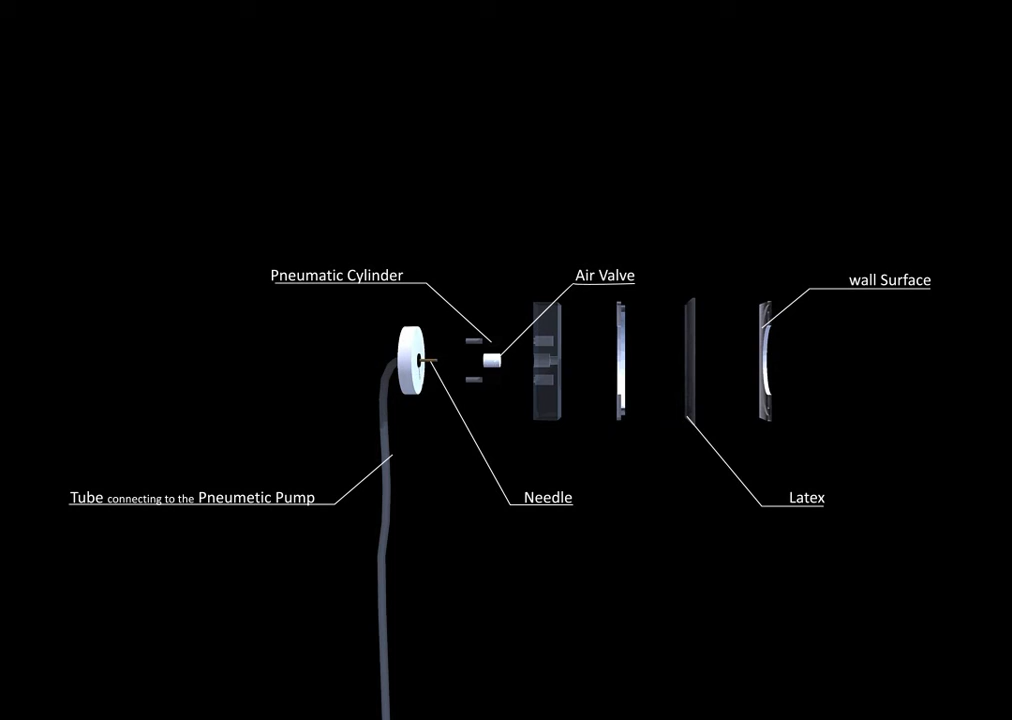 Pneumatic Cylinder
Air Valve
wall Surface
Tube connecting to the Pneumetic Pump
Needle
Latex